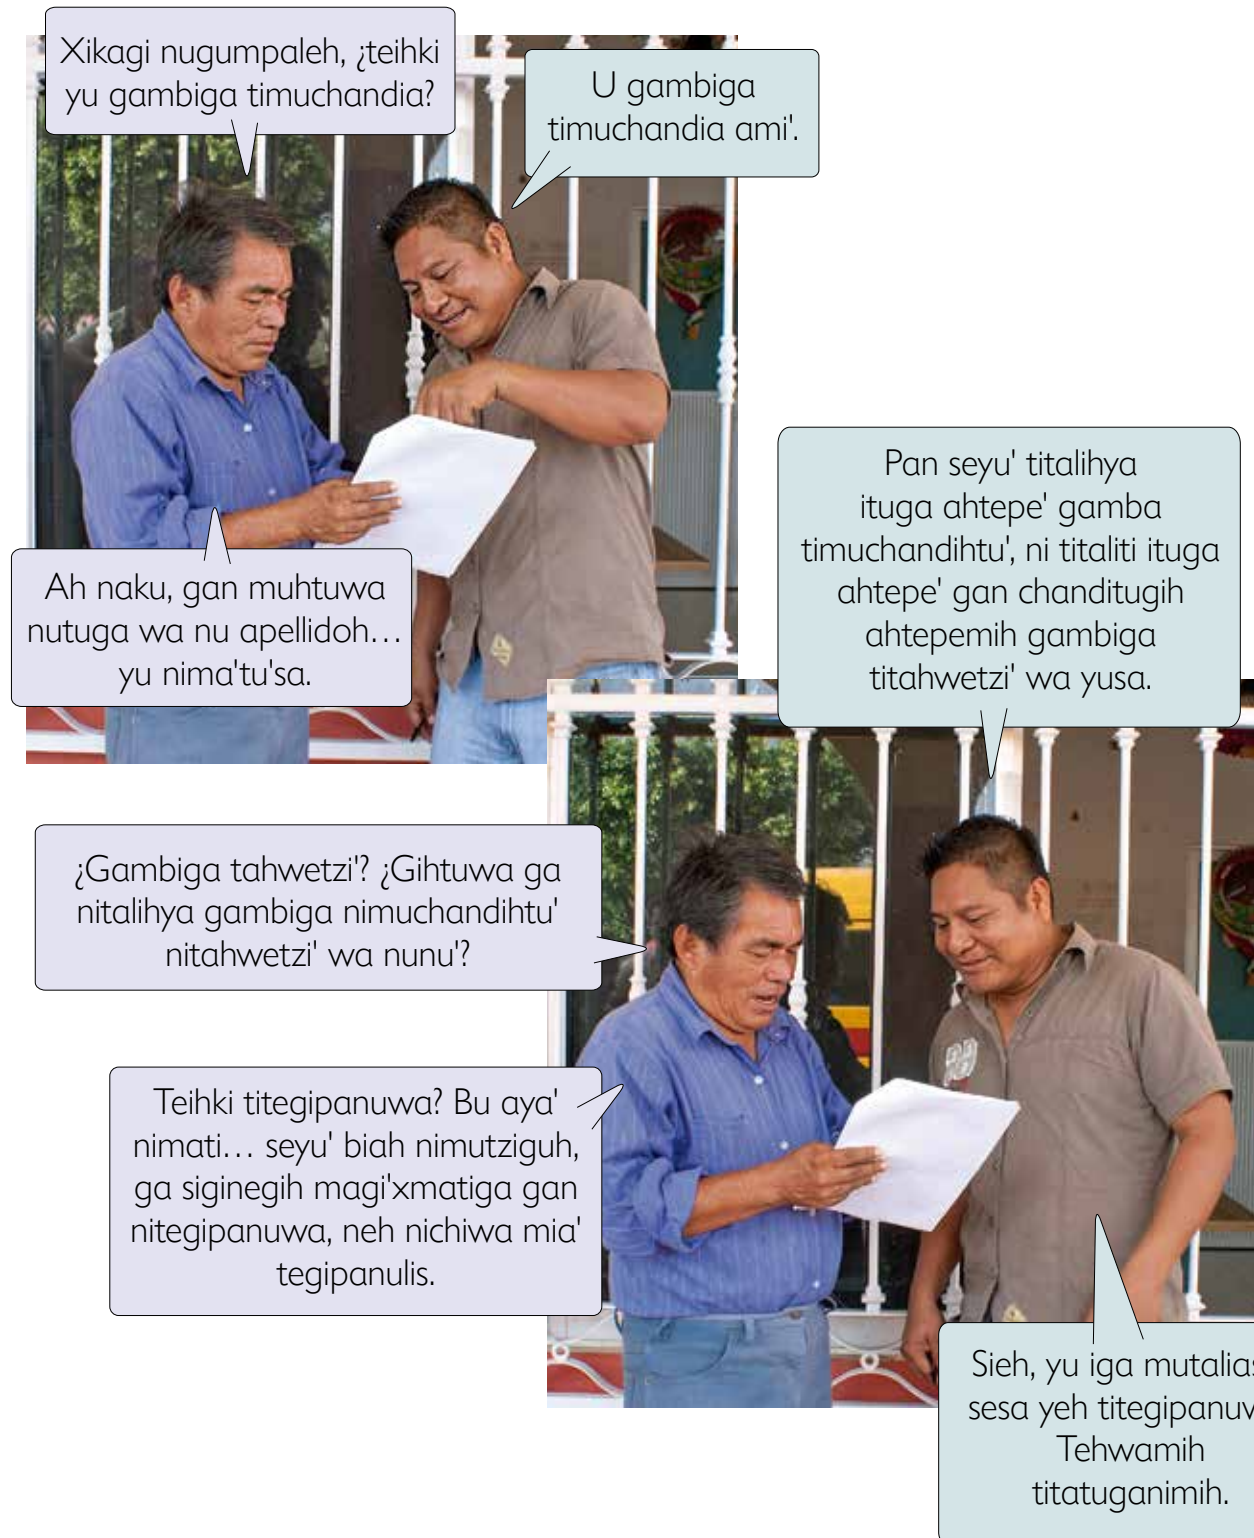 Xikagi nugumpaleh, ¿teihki
yu gambiga timuchandia?
U gambiga
timuchandia ami'.
Ah naku, gan muhtuwa
nutuga wa nu apellidoh…
yu nima'tu'sa.
Pan seyu' titalihya
ituga ahtepe' gamba
timuchandihtu', ni titaliti ituga
ahtepe' gan chanditugih
ahtepemih gambiga
titahwetzi' wa yusa.
¿Gambiga tahwetzi'? ¿Gihtuwa ga
nitalihya gambiga nimuchandihtu'
nitahwetzi' wa nunu'?
Teihki titegipanuwa? Bu aya'
nimati… seyu' biah nimutziguh,
ga siginegih magi'xmatiga gan
nitegipanuwa, neh nichiwa mia'
tegipanulis.
Sieh, yu iga
sesa yeh
Tehwamih
titatuganimih.